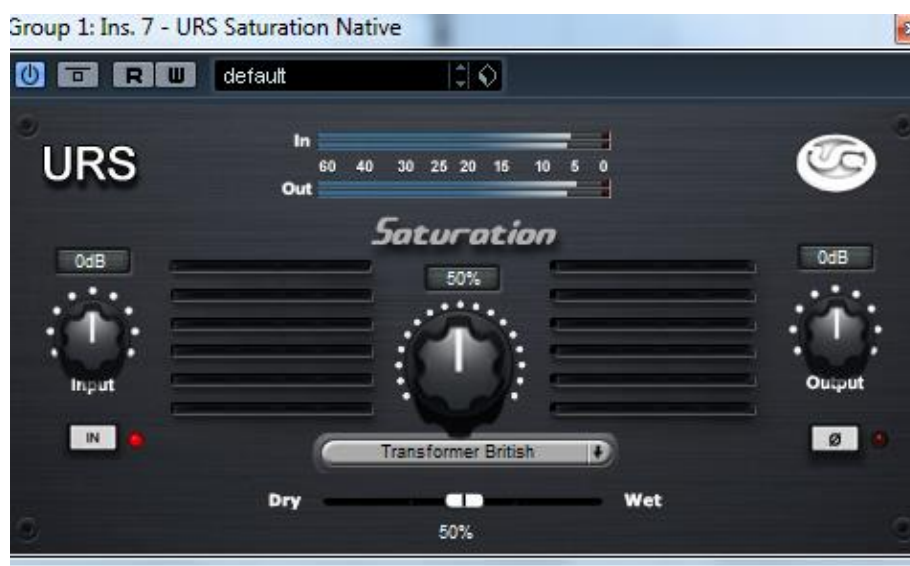 Group 1: Ins. 7 - URS Saturation Native
R W default
URS
In
60 40 30 25 20 15 10 5 0
Out
Saturation
0dB
50%
0dB
Input
Output
IN
Ø
Transformer British
Dry
Wet
50%